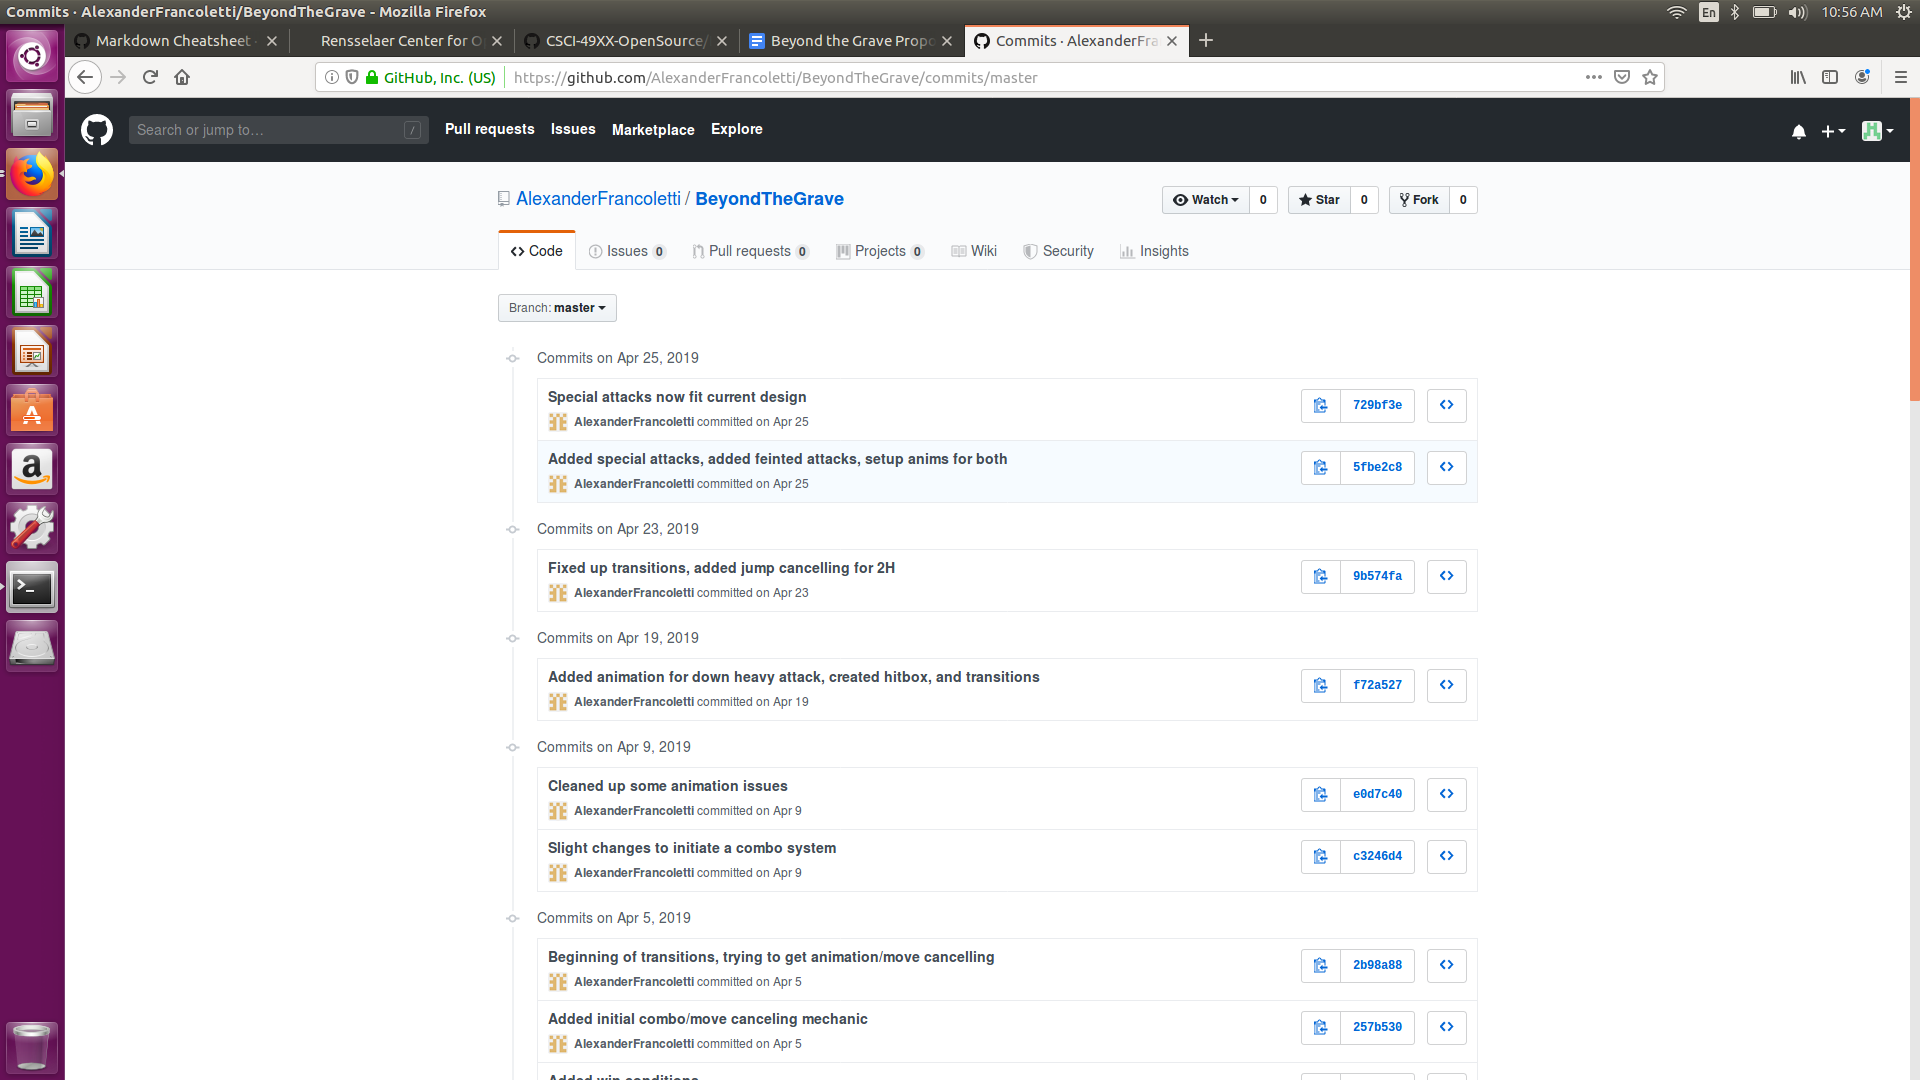 Commits · AlexanderFrancoletti/BeyondTheGrave - Mozilla Firefox
En
10:56 AM
Markdown Cheatsheet
Rensselaer Center for O
CSCI-49XX-OpenSource/
Beyond the Grave Propo
Commits · AlexanderFra
GitHub, Inc. (US)
https://github.com/AlexanderFrancoletti/BeyondTheGrave/commits/master
Search or jump to…
/
Pull requests
Issues
Marketplace
Explore
AlexanderFrancoletti / BeyondTheGrave
Watch 0
Star 0
Fork 0
Code
Issues 0
Pull requests 0
Projects 0
Wiki
Security
Insights
Branch: master
Commits on Apr 25, 2019
Special attacks now fit current design
AlexanderFrancoletti committed on Apr 25
729bf3e
Added special attacks, added feinted attacks, setup anims for both
AlexanderFrancoletti committed on Apr 25
5fbe2c8
Commits on Apr 23, 2019
Fixed up transitions, added jump cancelling for 2H
AlexanderFrancoletti committed on Apr 23
9b574fa
Commits on Apr 19, 2019
Added animation for down heavy attack, created hitbox, and transitions
AlexanderFrancoletti committed on Apr 19
f72a527
Commits on Apr 9, 2019
Cleaned up some animation issues
AlexanderFrancoletti committed on Apr 9
e0d7c40
Slight changes to initiate a combo system
AlexanderFrancoletti committed on Apr 9
c3246d4
Commits on Apr 5, 2019
Beginning of transitions, trying to get animation/move cancelling
AlexanderFrancoletti committed on Apr 5
2b98a88
Added initial combo/move canceling mechanic
AlexanderFrancoletti committed on Apr 5
257b530
Added win conditions